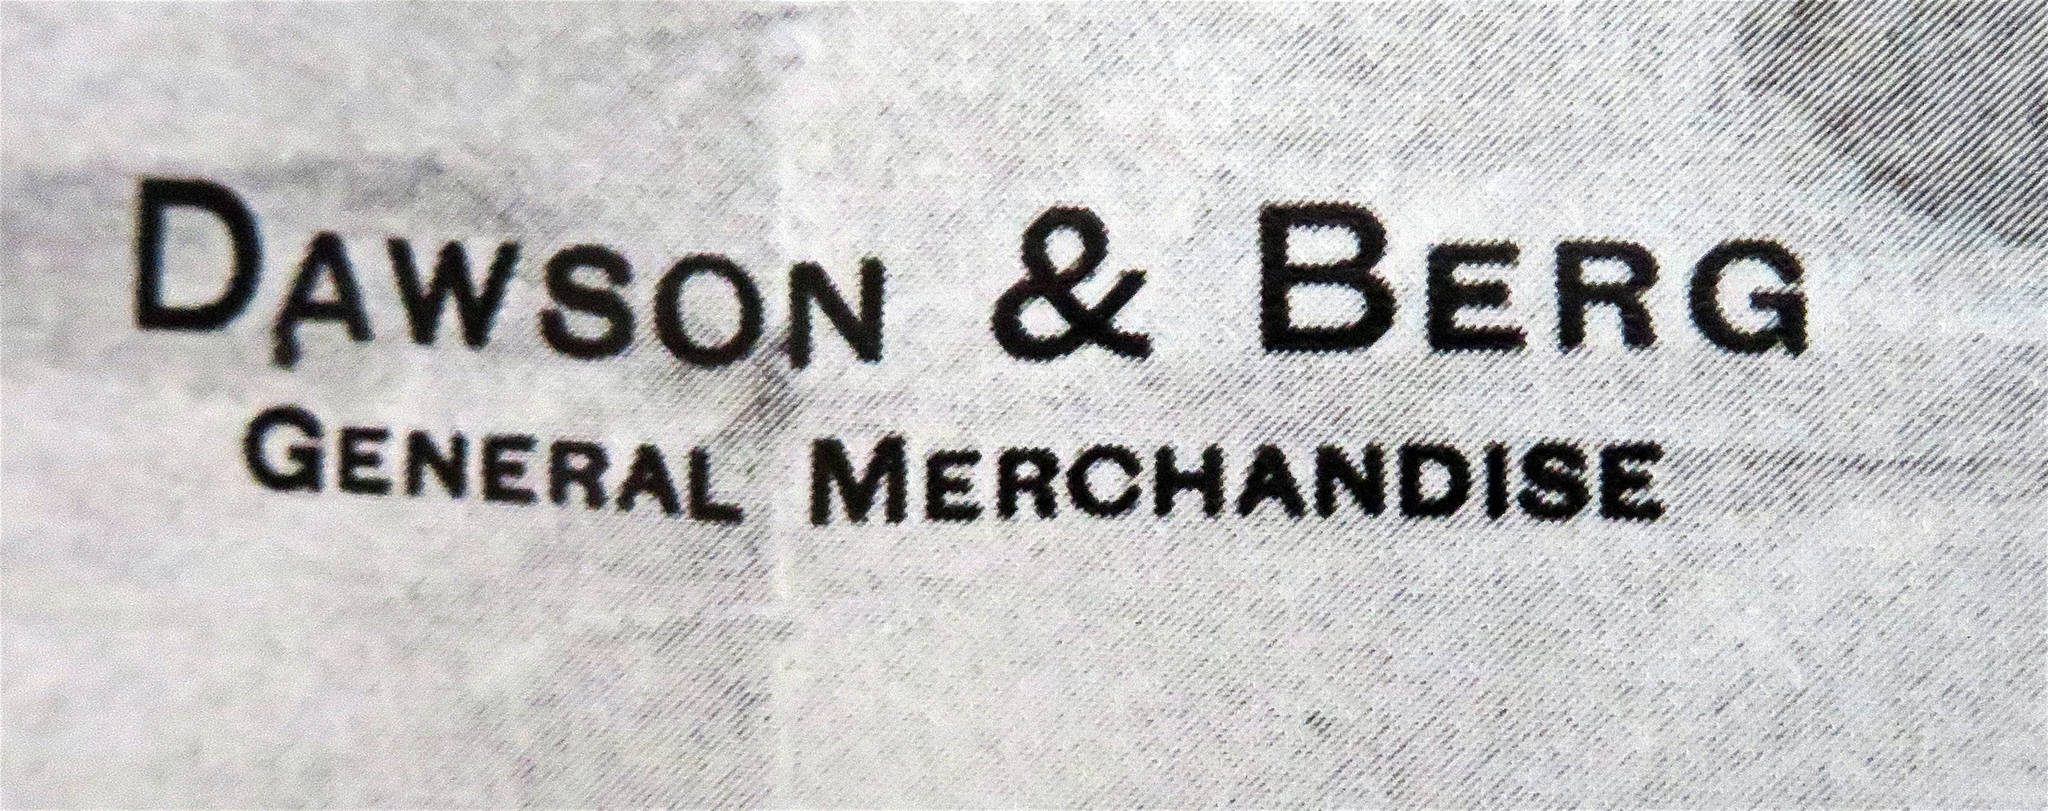 DAWSON & BERG
GENERAL MERCHANDISE